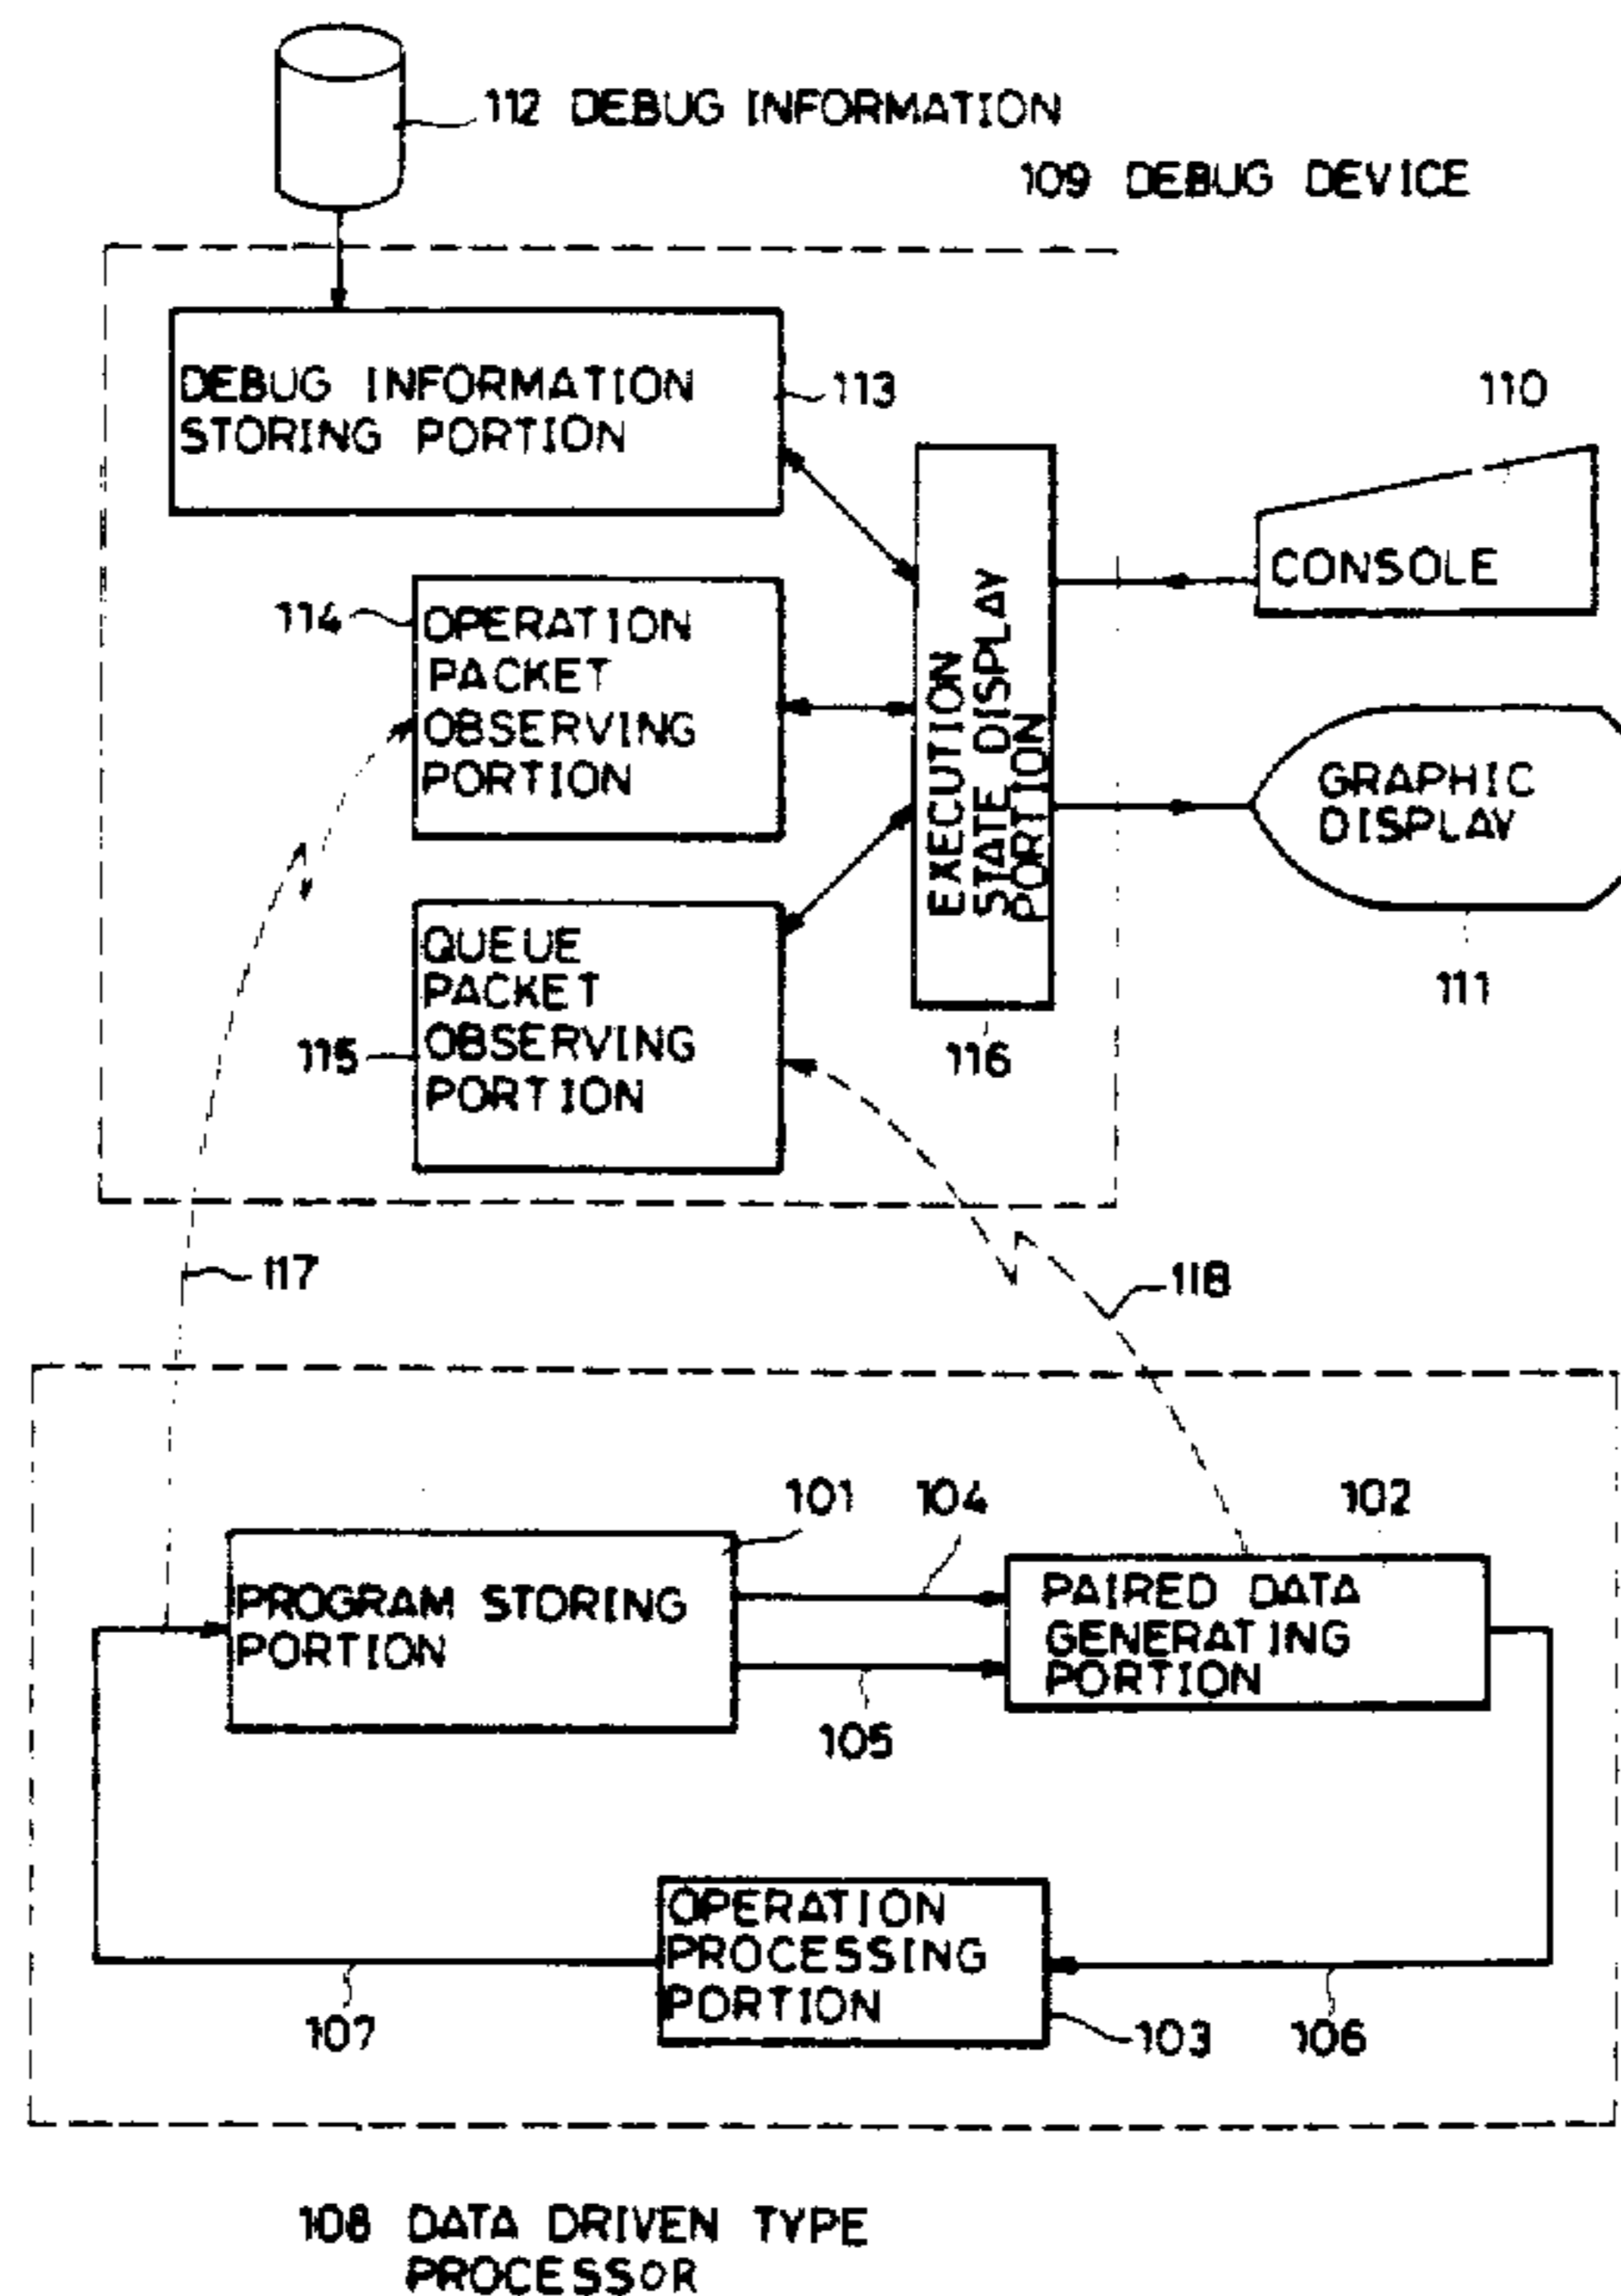 112 DEBUG INFORMATION
109 DEBUG DEVICE
DEBUG INFORMATION
STORING PORTION
113
110
CONSOLE
114
OPERATION
PACKET
OBSERVING
PORTION
EXECUTION
STATE DISPLAY
PORTION
GRAPHIC
DISPLAY
111
QUEUE
PACKET
OBSERVING
PORTION
115
116
117
118
101
104
102
PROGRAM STORING
PORTION
PAIRED DATA
GENERATING
PORTION
105
OPERATION
PROCESSING
PORTION
107
103
106
108 DATA DRIVEN TYPE
PROCESSOR